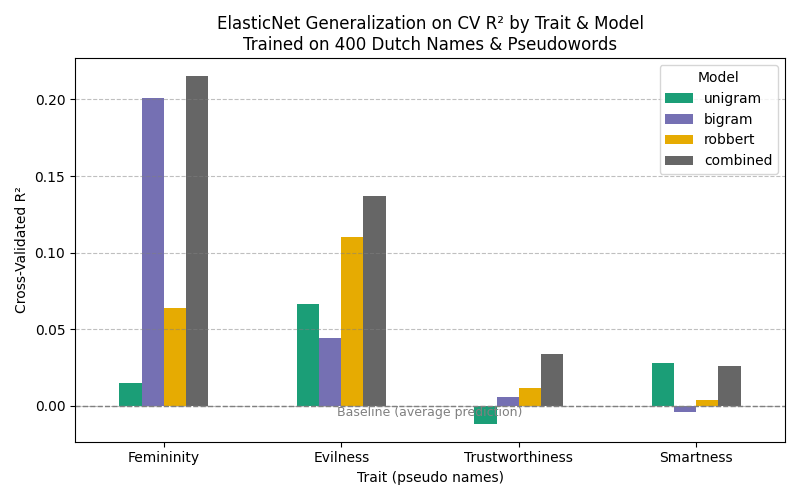 ElasticNet Generalization on CV R² by Trait & Model
Trained on 400 Dutch Names & Pseudowords
Model
unigram
bigram
robbert
combined
Cross-Validated R²
0.20
0.15
0.10
0.05
0.00
Baseline (average prediction)
Femininity
Evilness
Trustworthiness
Smartness
Trait (pseudo names)